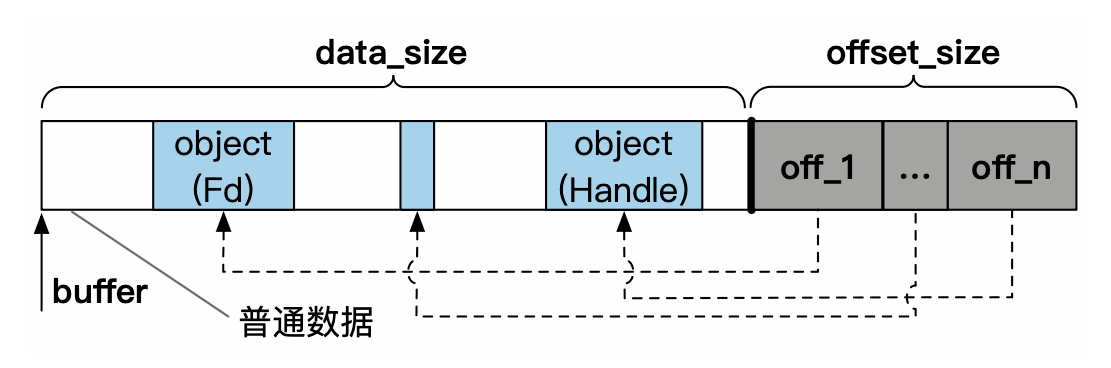 data_size
offset_size
object
(Fd)
object
(Handle)
off_1
...
off_n
buffer
普通数据